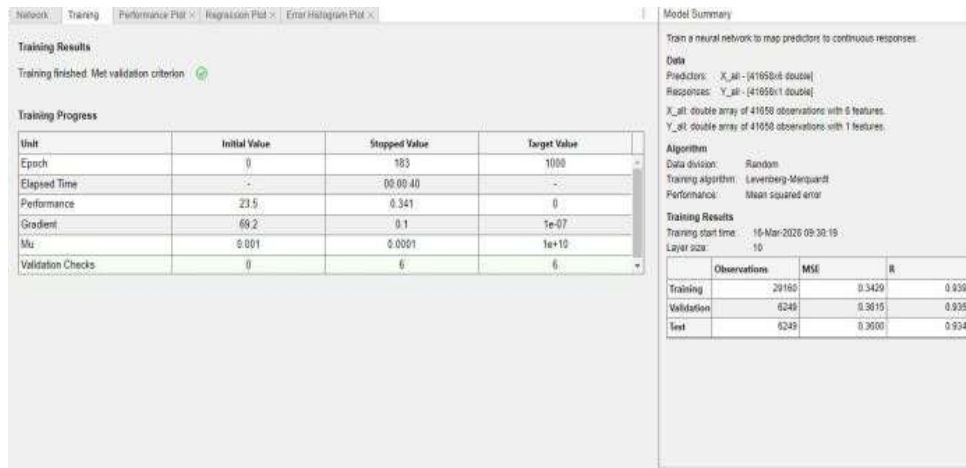 Network Training Performance Plot × Regression Plot × Error Histogram Plot ×
Training Results
Training finished: Met validation criterion
Training Progress
Unit Initial Value Stopped Value Target Value
Epoch 0 183 1000
Elapsed Time - 00:00:40 -
Performance 23.5 0.341 0
Gradient 69.2 0.1 1e-07
Mu 0.001 0.0001 1e+10
Validation Checks 0 6 6
Model Summary
Train a neural network to map predictors to continuous responses.
Data
Predictors: X_all - [41658x6 double]
Responses: Y_all - [41658x1 double]
X_all: double array of 41658 observations with 6 features.
Y_all: double array of 41658 observations with 1 features.
Algorithm
Data division: Random
Training algorithm: Levenberg-Marquardt
Performance: Mean squared error
Training Results
Training start time: 16-Mar-2026 09:38:19
Layer size: 10
Observations MSE R
Training 29160 0.3429 0.939
Validation 6249 0.3615 0.935
Test 6249 0.3600 0.934